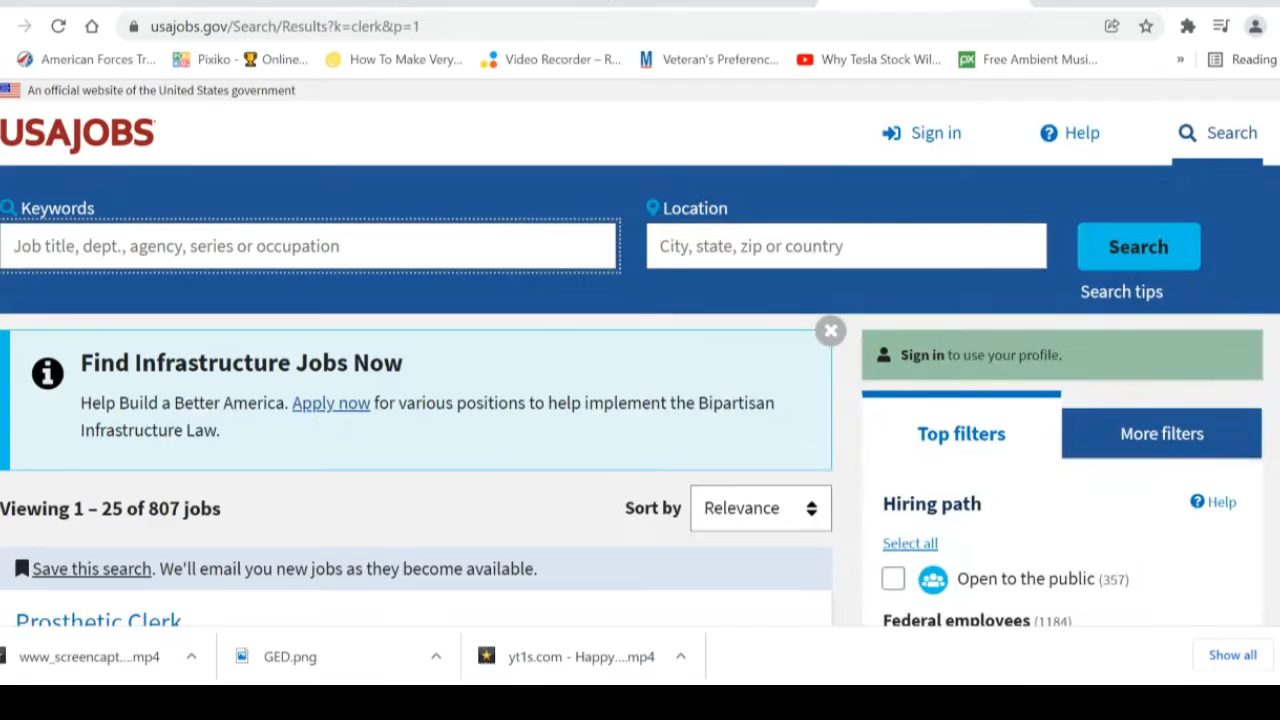 usajobs.gov/Search/Results?k=clerk&p=1
American Forces Tr... Pixiko - 🏆 Online... How To Make Very... Video Recorder – R... Veteran's Preferenc... Why Tesla Stock Wil... px Free Ambient Musi... » Reading
An official website of the United States government
USAJOBS
Sign in Help Search
Keywords Location
Job title, dept., agency, series or occupation City, state, zip or country Search
Search tips
Find Infrastructure Jobs Now
Help Build a Better America. Apply now for various positions to help implement the Bipartisan
Infrastructure Law.
Sign in to use your profile.
Top filters More filters
Viewing 1 – 25 of 807 jobs Sort by Relevance
Hiring path Help
Select all
Save this search. We'll email you new jobs as they become available.
Open to the public (357)
Prosthetic Clerk
Federal employees (1184)
www_screencapt....mp4 GED.png yt1s.com - Happy....mp4 Show all